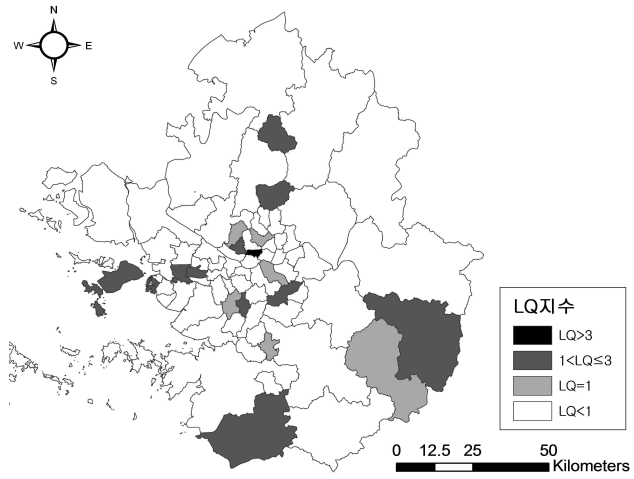 N
W E
S
LQ지수
LQ>3
1<LQ≤3
LQ=1
LQ<1
0 12.5 25 50
Kilometers